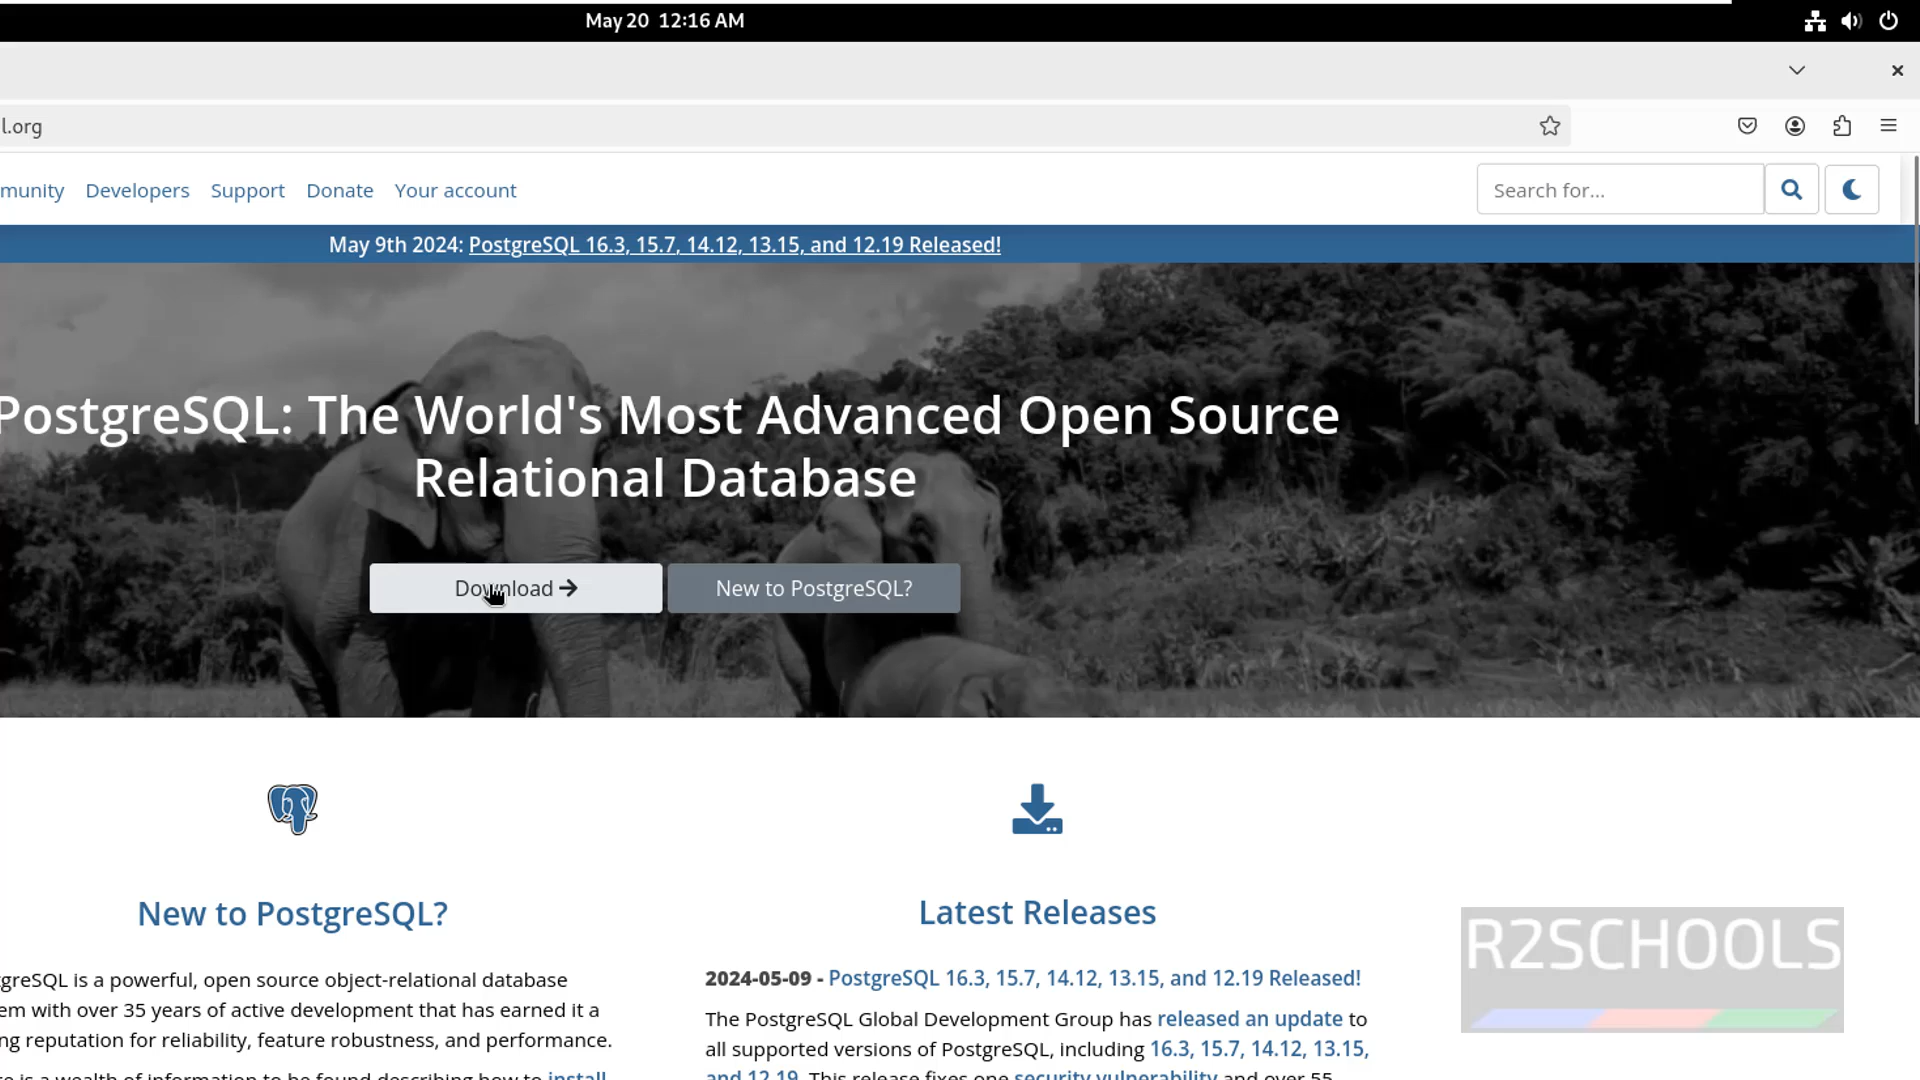 May 20 12:16 AM
l.org
munity Developers Support Donate Your account Search for...
May 9th 2024: PostgreSQL 16.3, 15.7, 14.12, 13.15, and 12.19 Released!
PostgreSQL: The World's Most Advanced Open Source
Relational Database
Download New to PostgreSQL?
New to PostgreSQL?
greSQL is a powerful, open source object-relational database
em with over 35 years of active development that has earned it a
ng reputation for reliability, feature robustness, and performance.
e is a wealth of information to be found describing how to install
Latest Releases
2024-05-09 - PostgreSQL 16.3, 15.7, 14.12, 13.15, and 12.19 Released!
The PostgreSQL Global Development Group has released an update to
all supported versions of PostgreSQL, including 16.3, 15.7, 14.12, 13.15,
and 12.19. This release fixes one security vulnerability and over 55
R2SCHOOLS